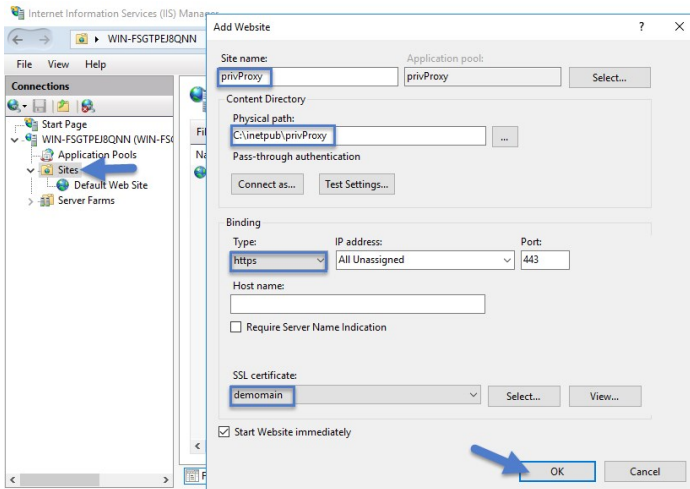 Internet Information Services (IIS) Manager
WIN-FSGTPEJ8QNN
File View Help
Connections
Start Page
WIN-FSGTPEJ8QNN (WIN-FSG
Application Pools
Sites
Default Web Site
Server Farms
Add Website
Site name:
Application pool:
privProxy
privProxy
Select...
Content Directory
Physical path:
C:\inetpub\privProxy
...
Pass-through authentication
Connect as...
Test Settings...
Binding
Type:
IP address:
Port:
https
All Unassigned
443
Host name:
Require Server Name Indication
SSL certificate:
demomain
Select...
View...
Start Website immediately
OK
Cancel